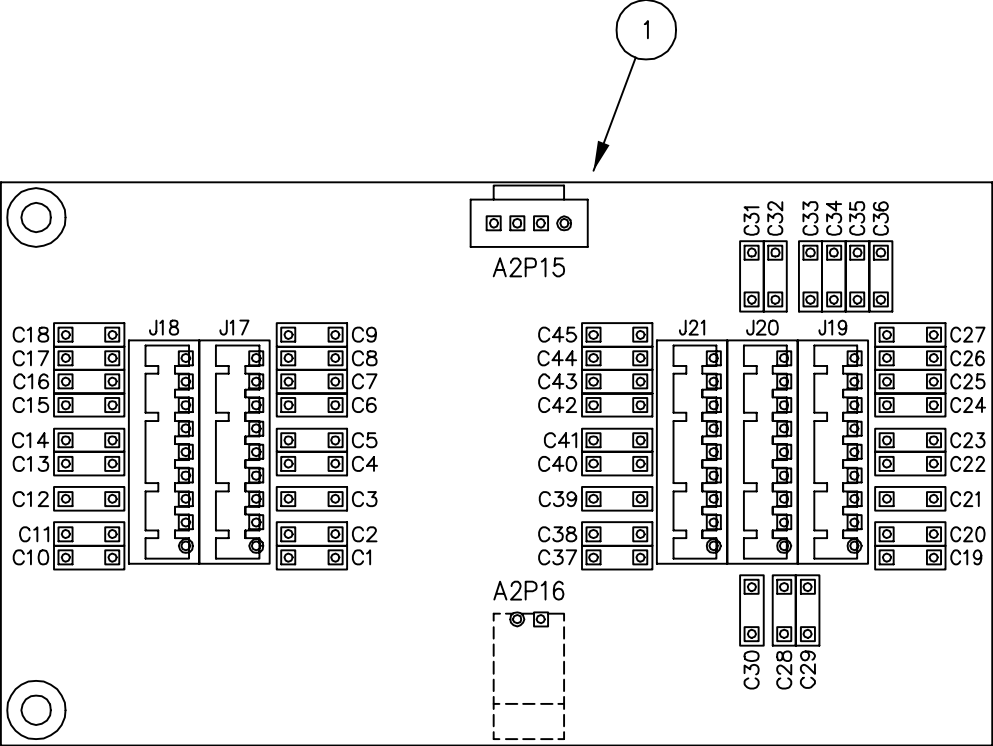 1
C31 C32 C33 C34 C35 C36
A2P15
C18 J18 J17 C9 C45 J21 J20 J19 C27
C17 C8 C44 C26
C16 C7 C43 C25
C15 C6 C42 C24
C14 C5 C41 C23
C13 C4 C40 C22
C12 C3 C39 C21
C11 C2 C38 C20
C10 C1 C37 C19
A2P16
C30 C28 C29